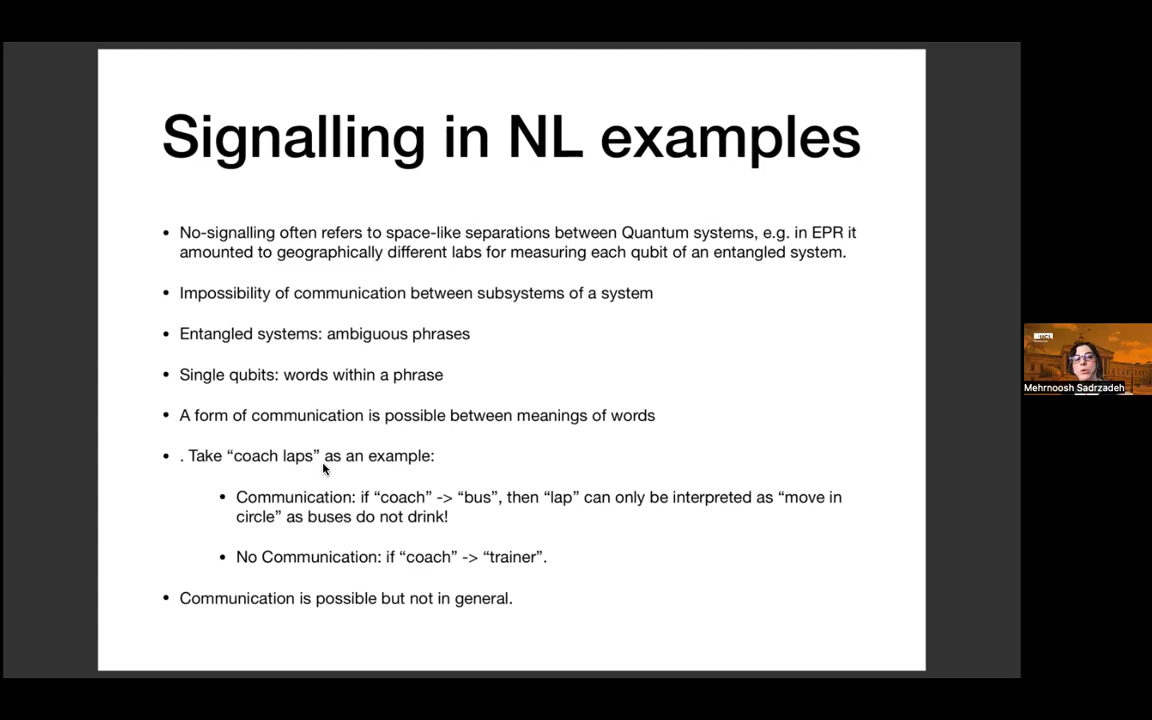 Signalling in NL examples
• No-signalling often refers to space-like separations between Quantum systems, e.g. in EPR it
amounted to geographically different labs for measuring each qubit of an entangled system.
• Impossibility of communication between subsystems of a system
• Entangled systems: ambiguous phrases
• Single qubits: words within a phrase
• A form of communication is possible between meanings of words
• . Take “coach laps” as an example:
• Communication: if “coach” -> “bus”, then “lap” can only be interpreted as “move in
circle” as buses do not drink!
• No Communication: if “coach” -> “trainer”.
• Communication is possible but not in general.
UCL
Mehrnoosh Sadrzadeh